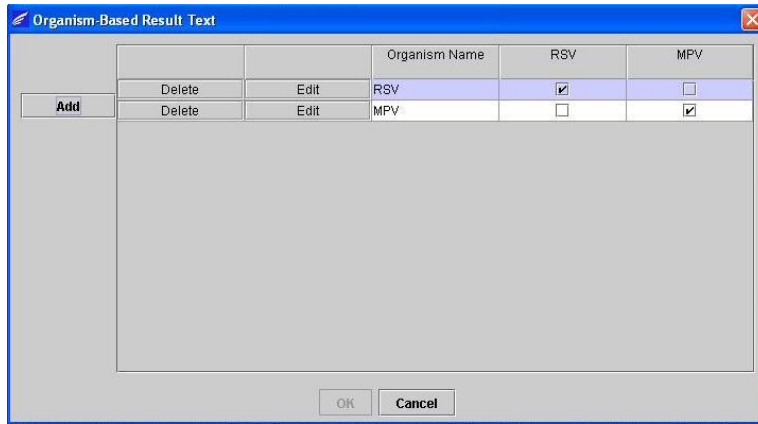 Organism-Based Result Text
Organism Name RSV MPV
Delete Edit RSV
Add
Delete Edit MPV
OK Cancel